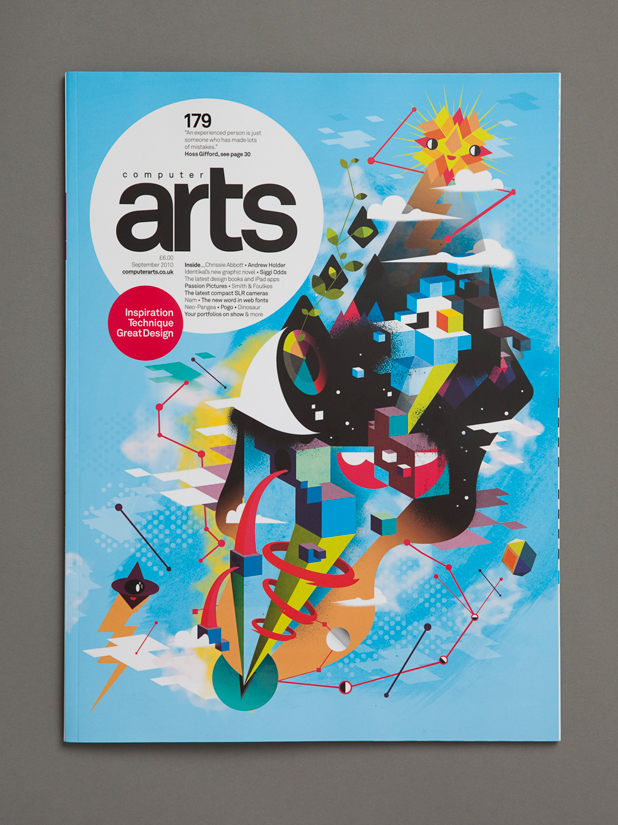 179
"An experienced person is just
someone who has made lots
of mistakes."
Hoss Gifford, see page 30
computer
arts
£6.00
September 2010
computerarts.co.uk
Inside_ Chrissie Abbott • Andrew Holder
Identikal's new graphic novel • Siggi Odds
The latest design books and iPad apps
Passion Pictures • Smith & Foulkes
The latest compact SLR cameras
Nam • The new word in web fonts
Neo-Pangea • Pogo • Dinosaur
Your portfolios on show & more
Inspiration
Technique
Great Design